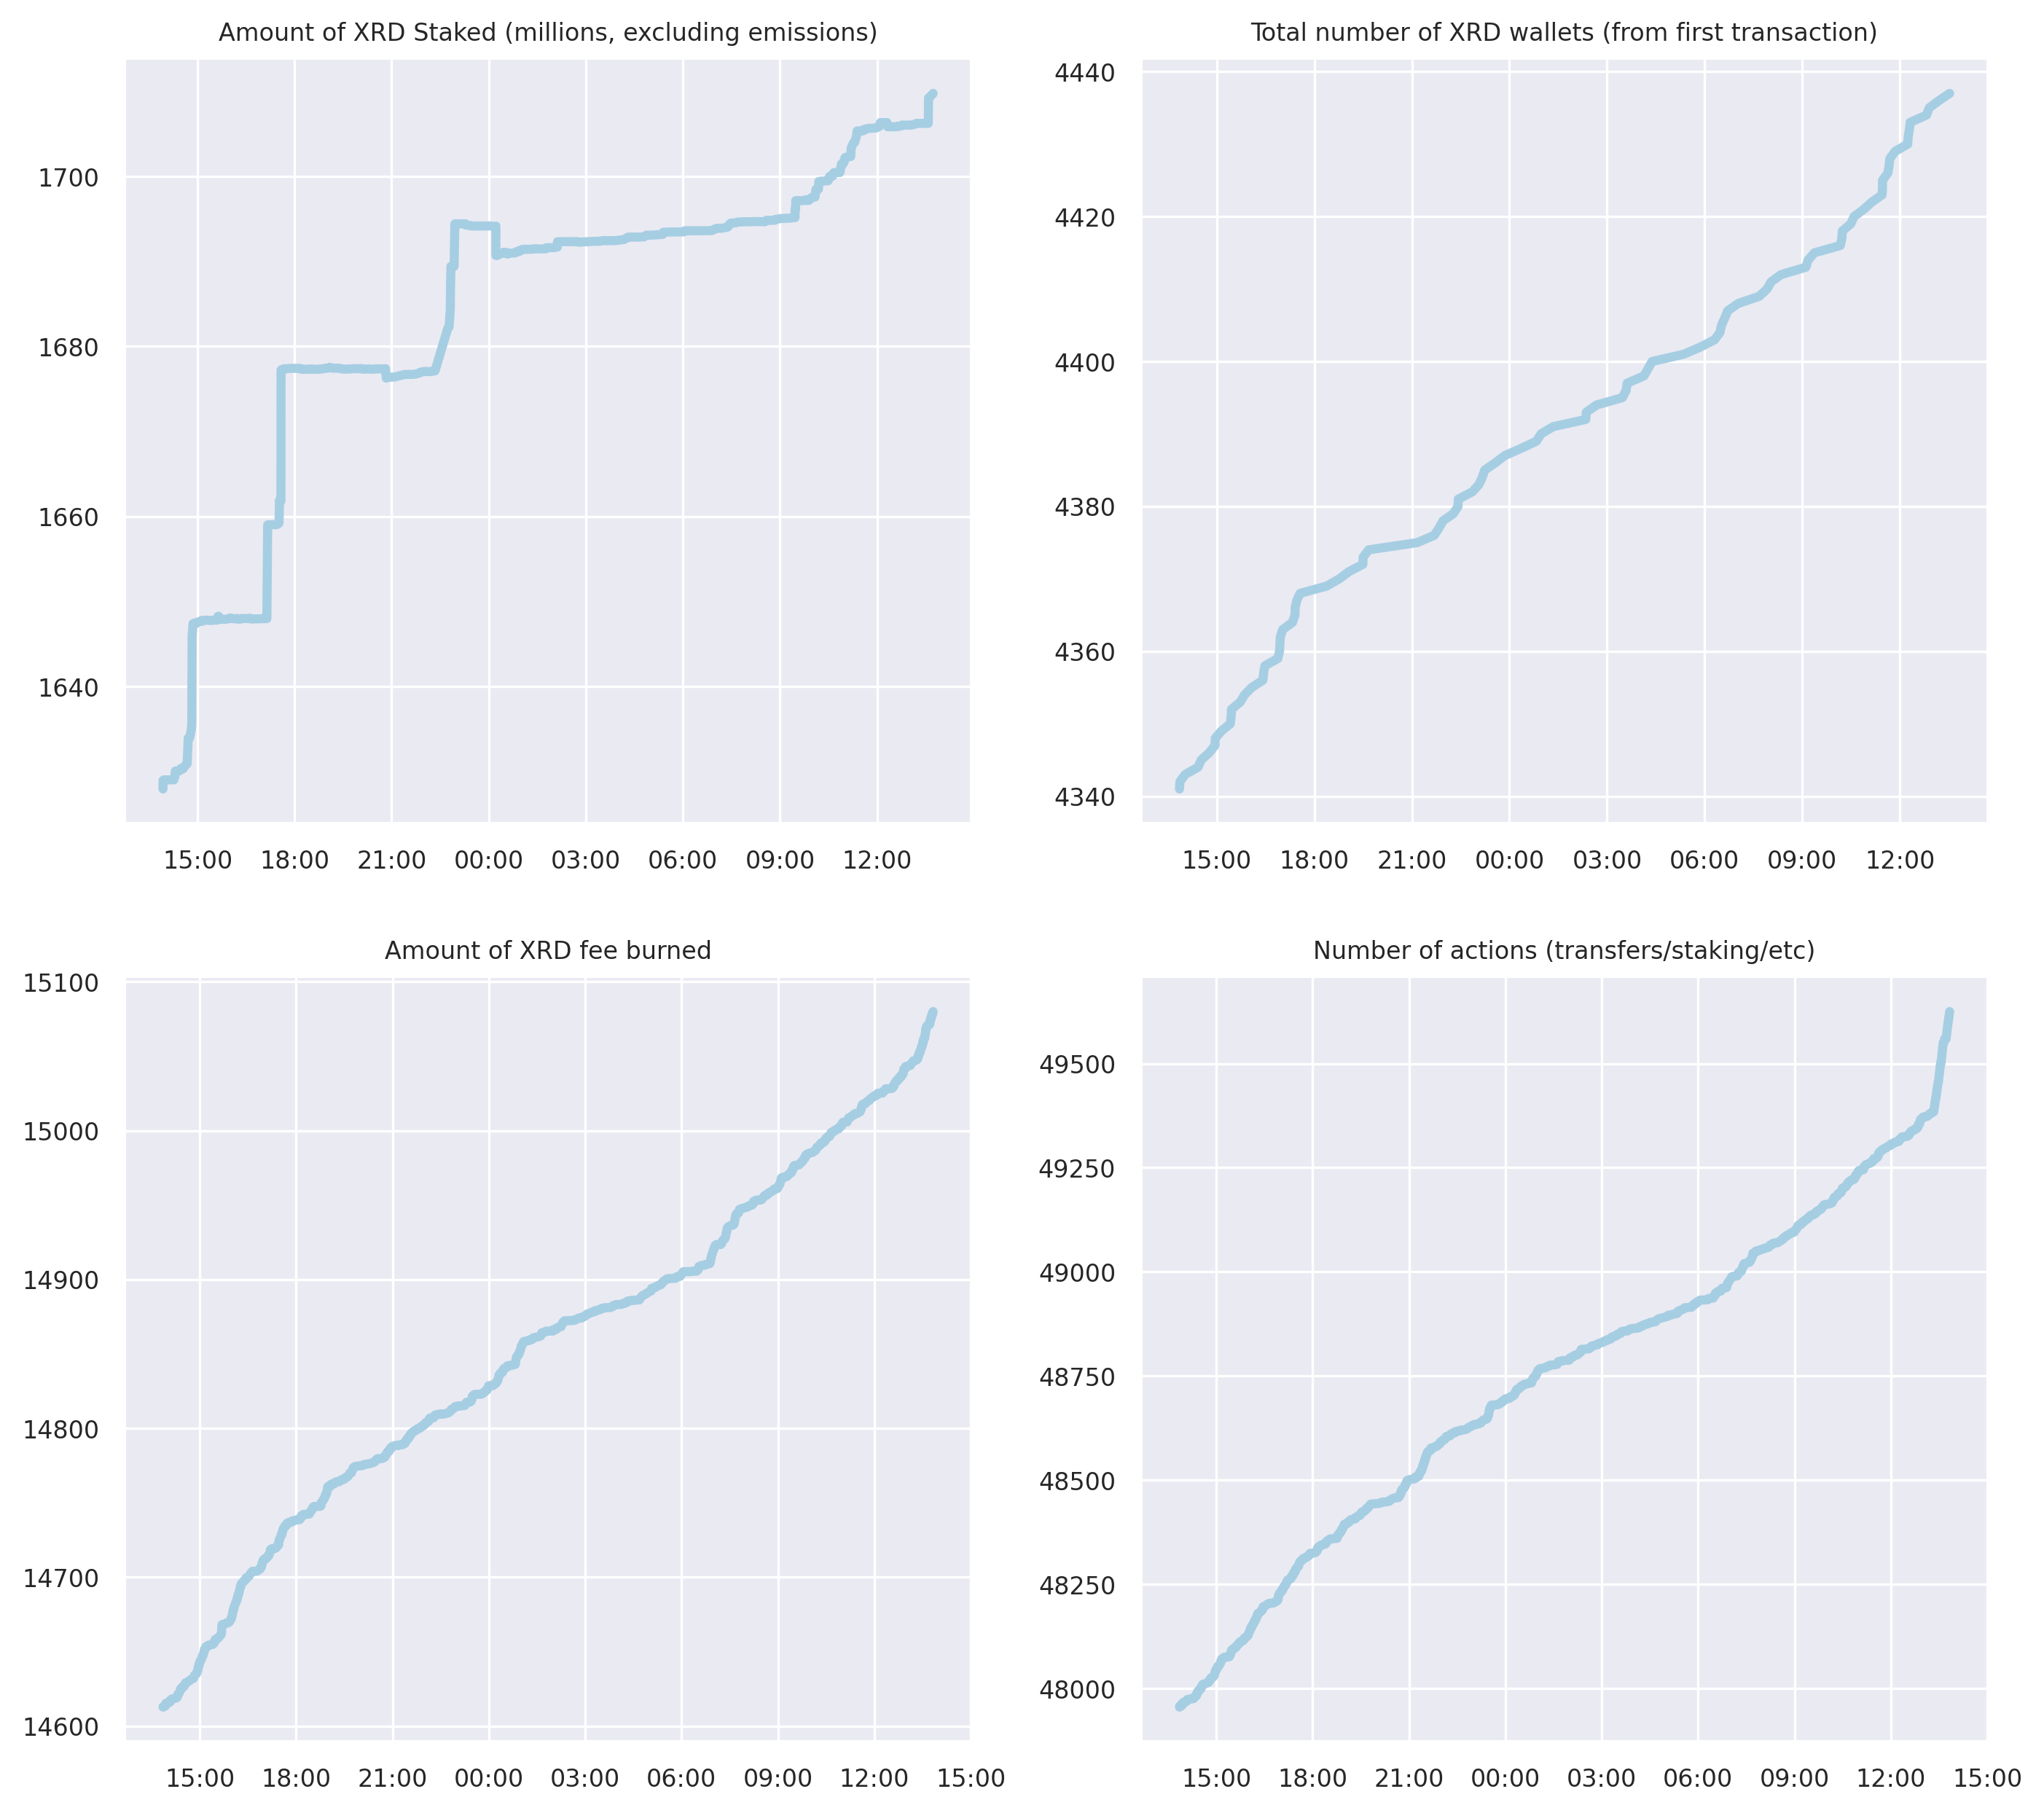 Amount of XRD Staked (millions, excluding emissions)
1700
1680
1660
1640
15:00 18:00 21:00 00:00 03:00 06:00 09:00 12:00
Total number of XRD wallets (from first transaction)
4440
4420
4400
4380
4360
4340
15:00 18:00 21:00 00:00 03:00 06:00 09:00 12:00
Amount of XRD fee burned
15100
15000
14900
14800
14700
14600
15:00 18:00 21:00 00:00 03:00 06:00 09:00 12:00 15:00
Number of actions (transfers/staking/etc)
49500
49250
49000
48750
48500
48250
48000
15:00 18:00 21:00 00:00 03:00 06:00 09:00 12:00 15:00